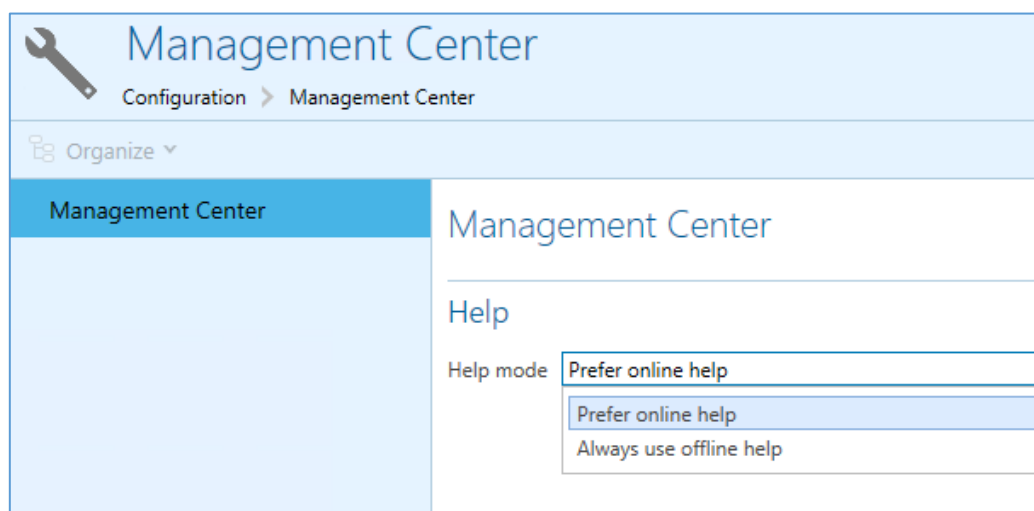 Management Center
Configuration Management Center
Organize
Management Center
Management Center
Help
Help mode Prefer online help
Prefer online help
Always use offline help